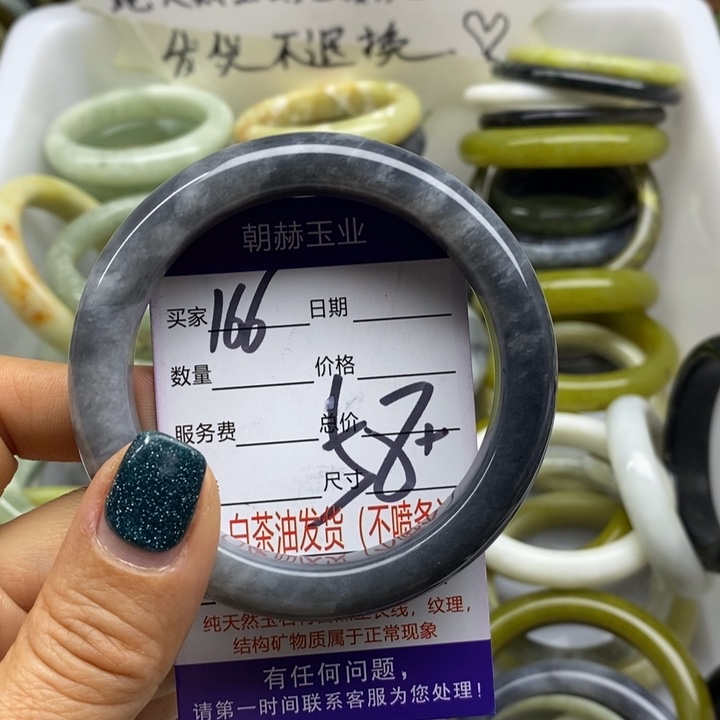 不退换
朝赫玉业
买家 166 日期
数量 价格
服务费 总价
尺寸 58+
白茶油发货（不喷
纹理，
结构矿物质属于正常现象
有任何问题，
请第一时间联系客服为您处理！